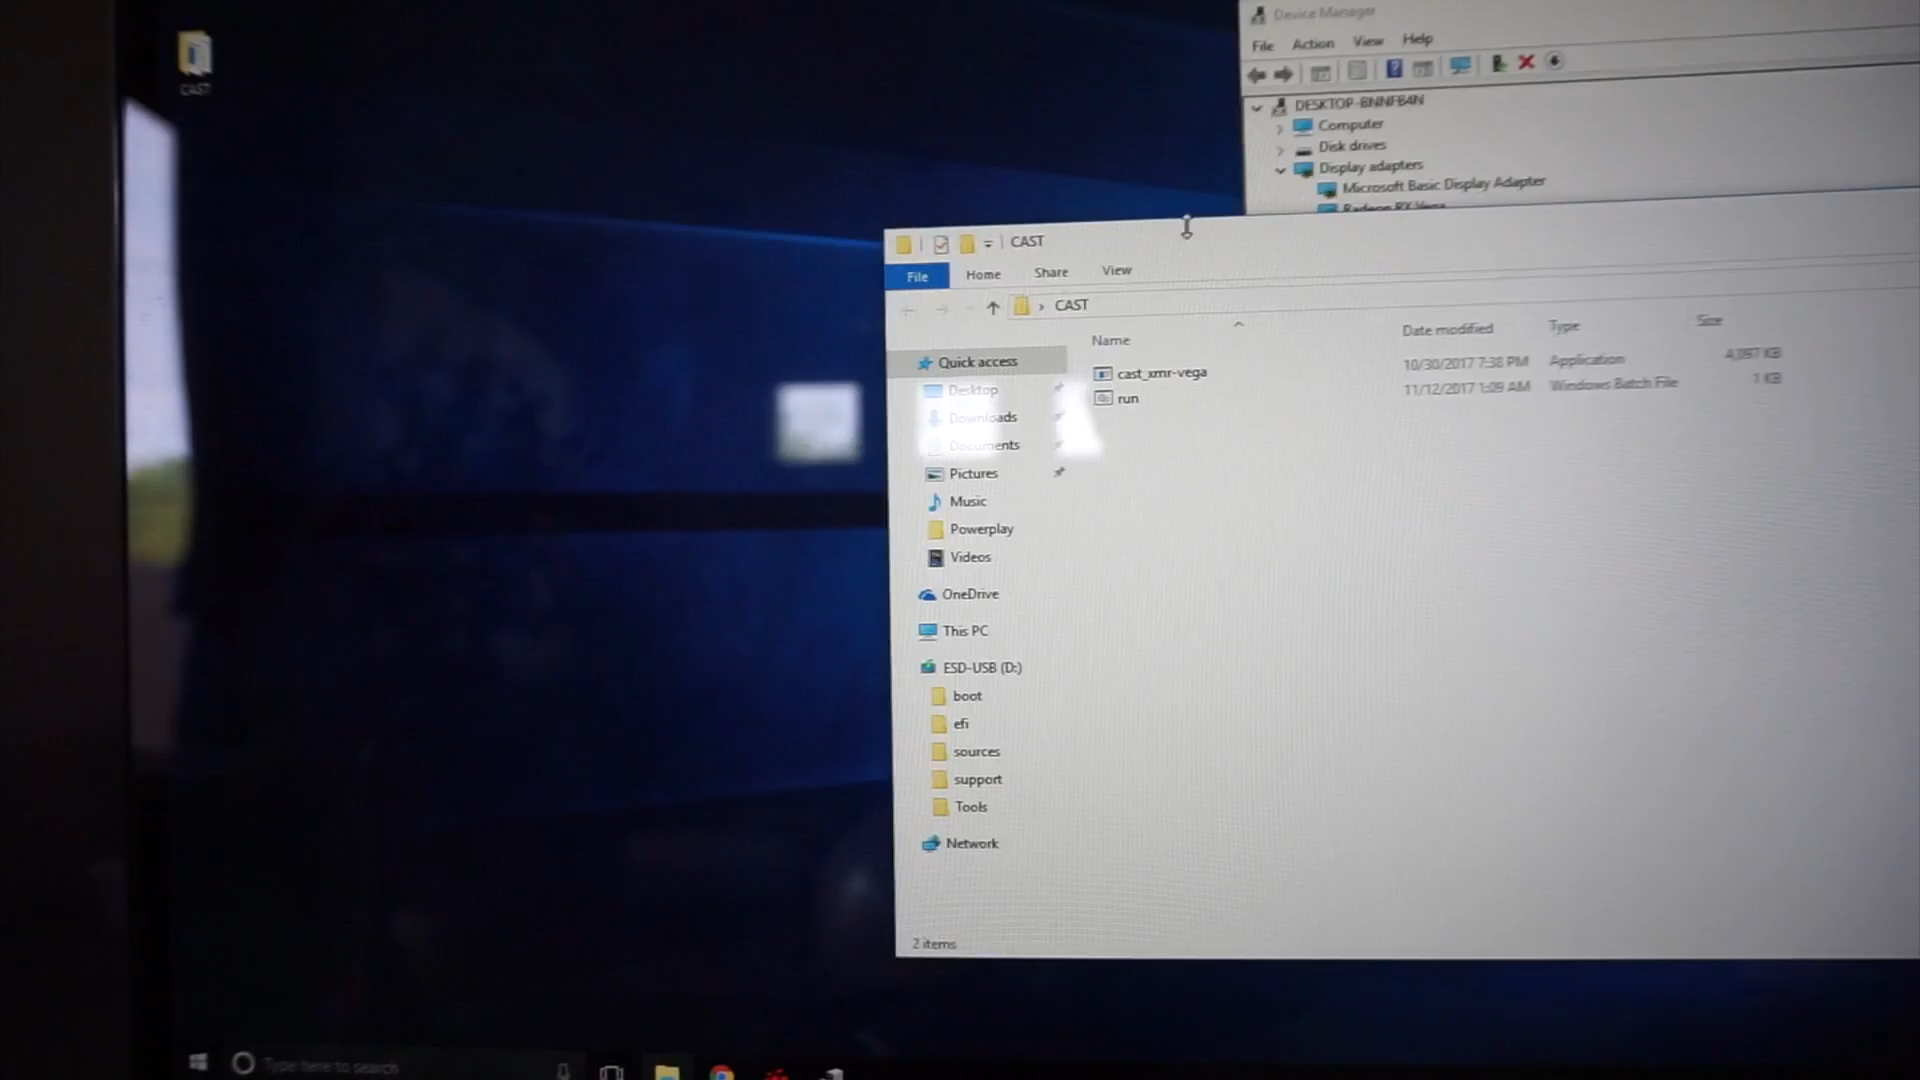 CAST
Device Manager
File Action View Help
DESKTOP-BNNFB4N
Computer
Disk drives
Display adapters
Microsoft Basic Display Adapter
Radeon RX Vega
CAST
File Home Share View
CAST
Name Date modified Type Size
cast_xmr-vega 10/30/2017 7:38 PM Application 4,097 KB
run 11/12/2017 1:09 AM Windows Batch File 1 KB
Quick access
Desktop
Downloads
Documents
Pictures
Music
Powerplay
Videos
OneDrive
This PC
ESD-USB (D:)
boot
efi
sources
support
Tools
Network
2 items
Type here to search